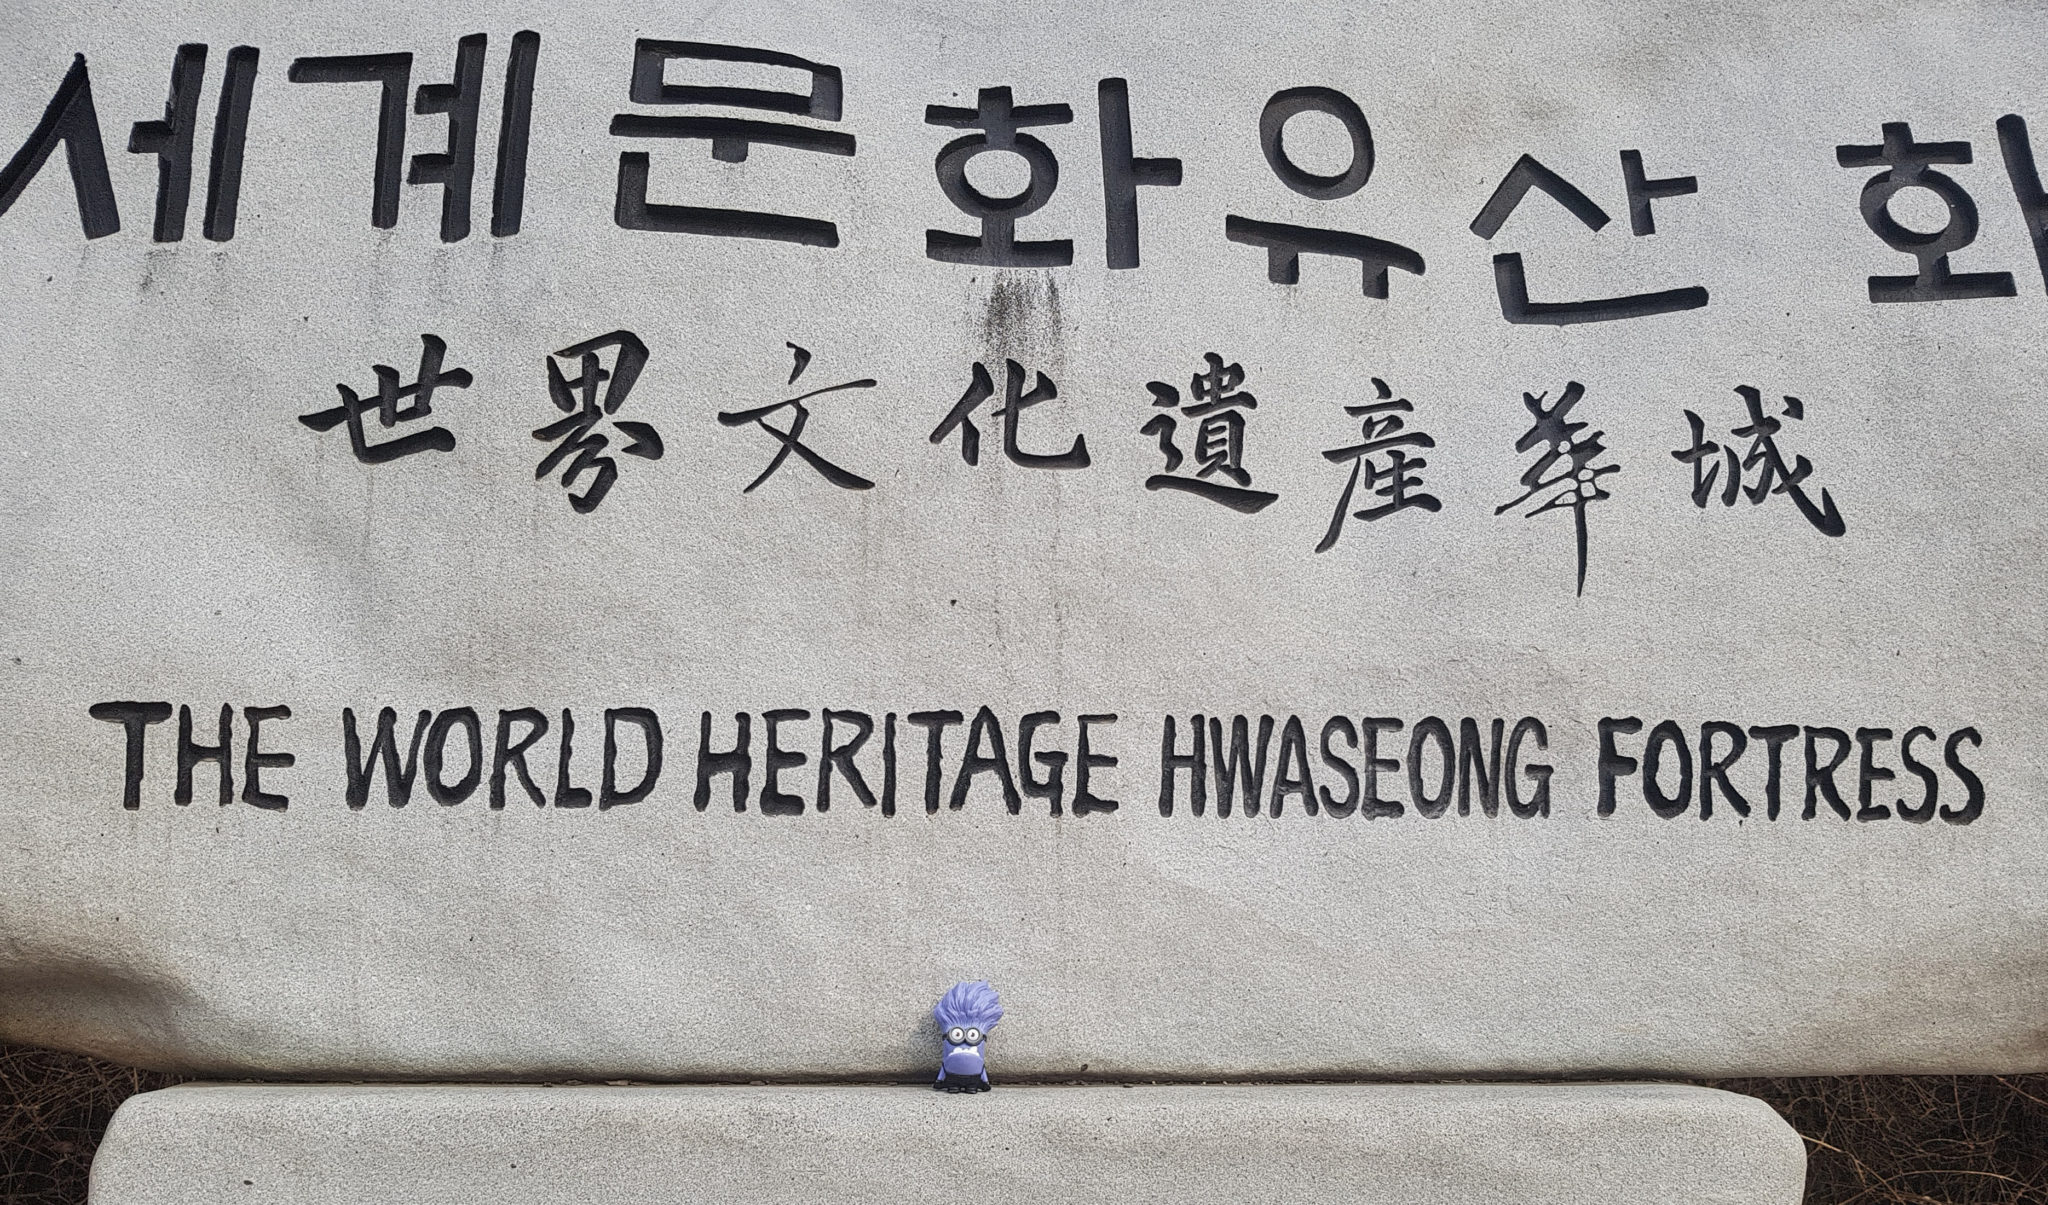 세계문화유산 화
世界文化遺産華城
THE WORLD HERITAGE HWASEONG FORTRESS